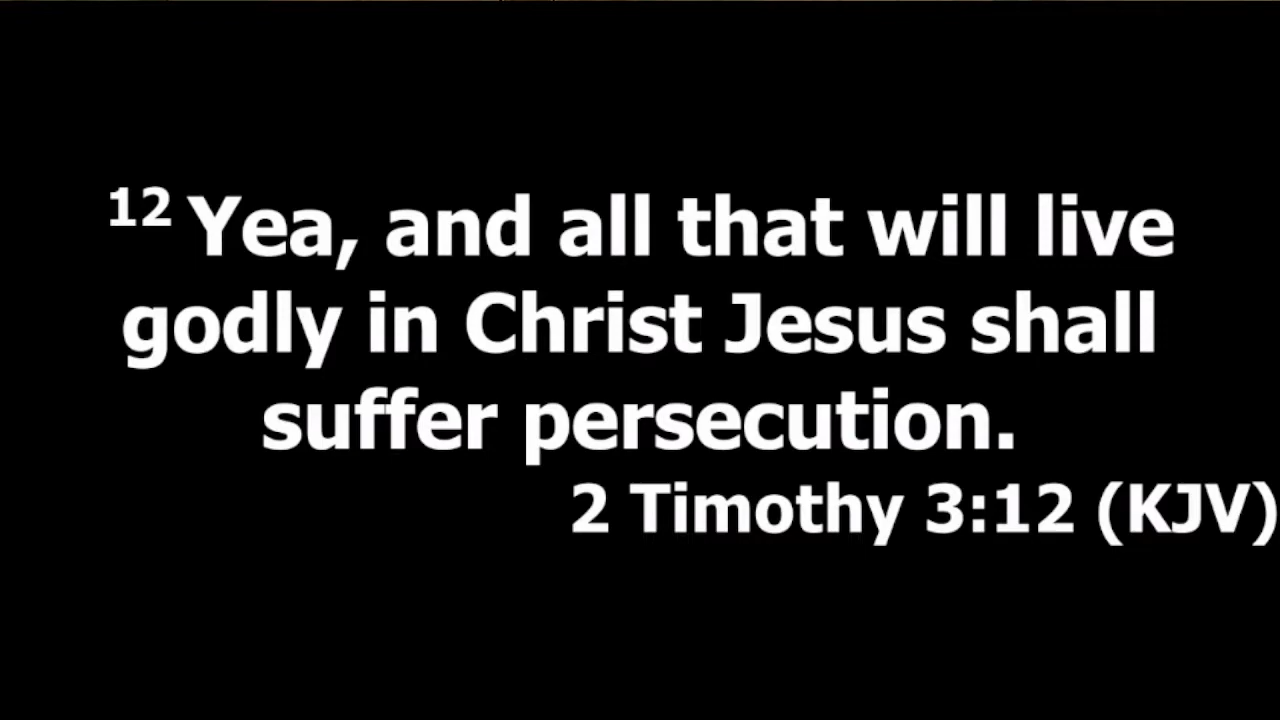 12 Yea, and all that will live
godly in Christ Jesus shall
suffer persecution.
2 Timothy 3:12 (KJV)